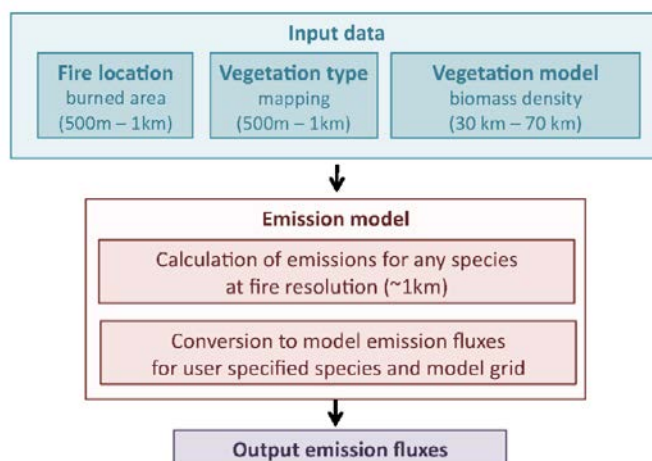 Input data
Fire location
burned area
(500m – 1km)
Vegetation type
mapping
(500m – 1km)
Vegetation model
biomass density
(30 km – 70 km)
Emission model
Calculation of emissions for any species
at fire resolution (~1km)
Conversion to model emission fluxes
for user specified species and model grid
Output emission fluxes